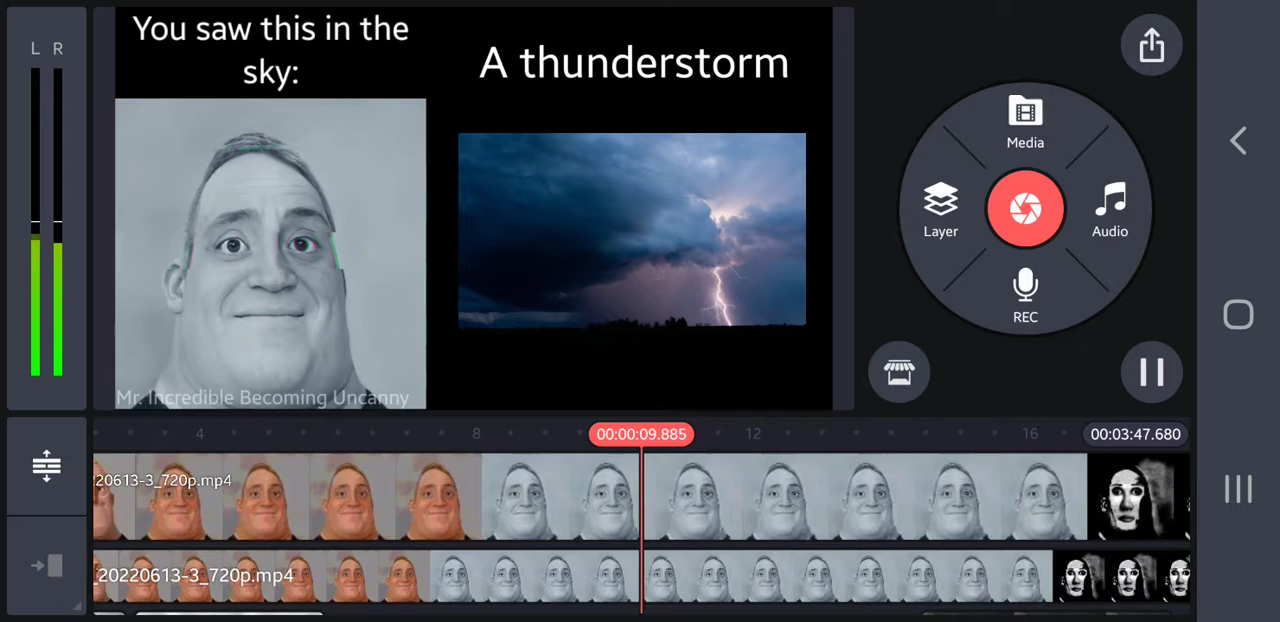 L R
You saw this in the
sky:
A thunderstorm
Mr. Incredible Becoming Uncanny
Media
Layer
Audio
REC
4
8
00:00:09.885
12
16
00:03:47.680
20613-3_720p.mp4
_20220613-3_720p.mp4